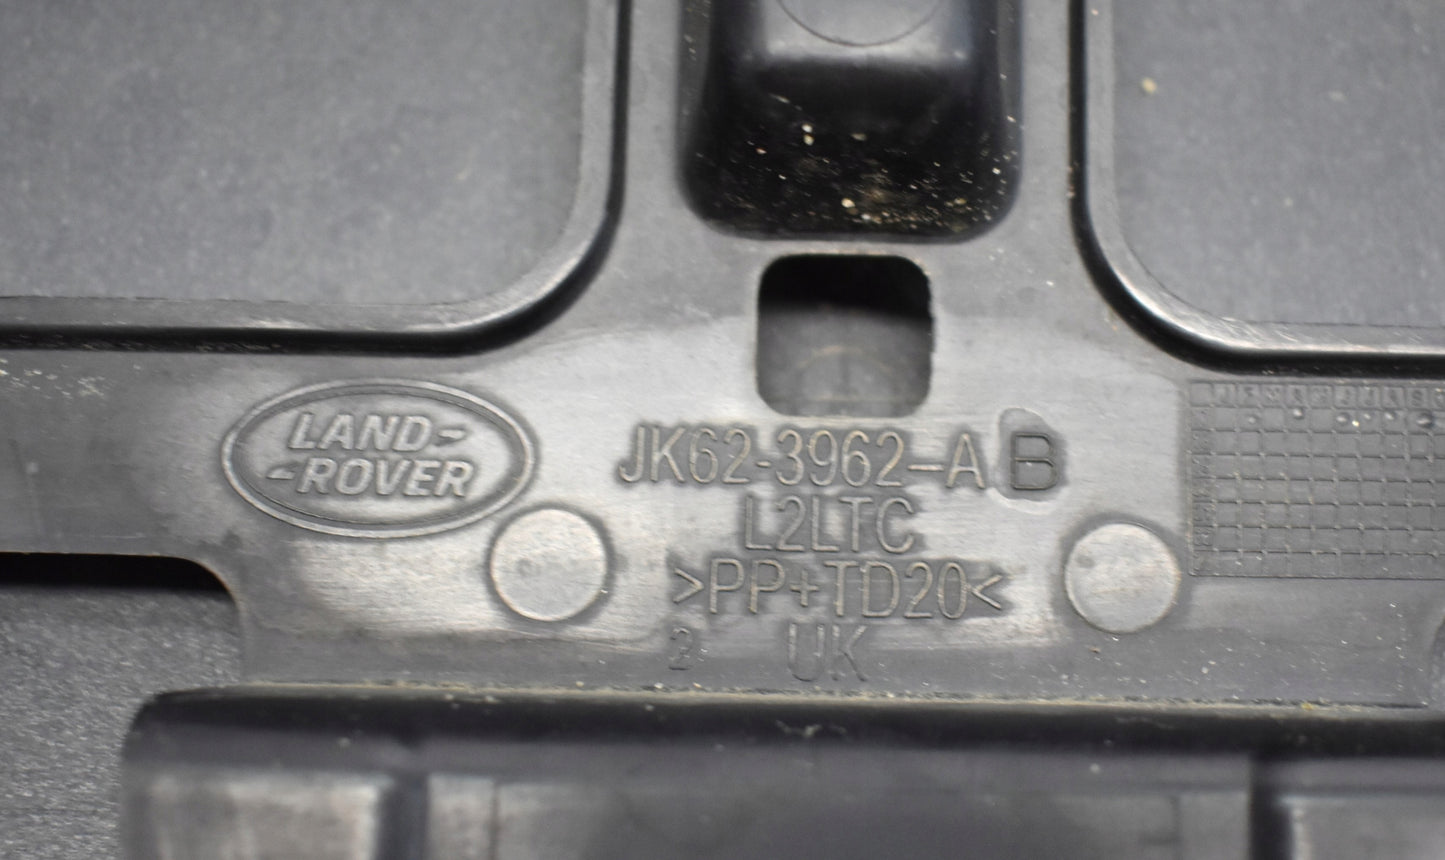 LAND-
-ROVER
JK62-3962-A B
L2LTC
>PP+TD20<
2 UK